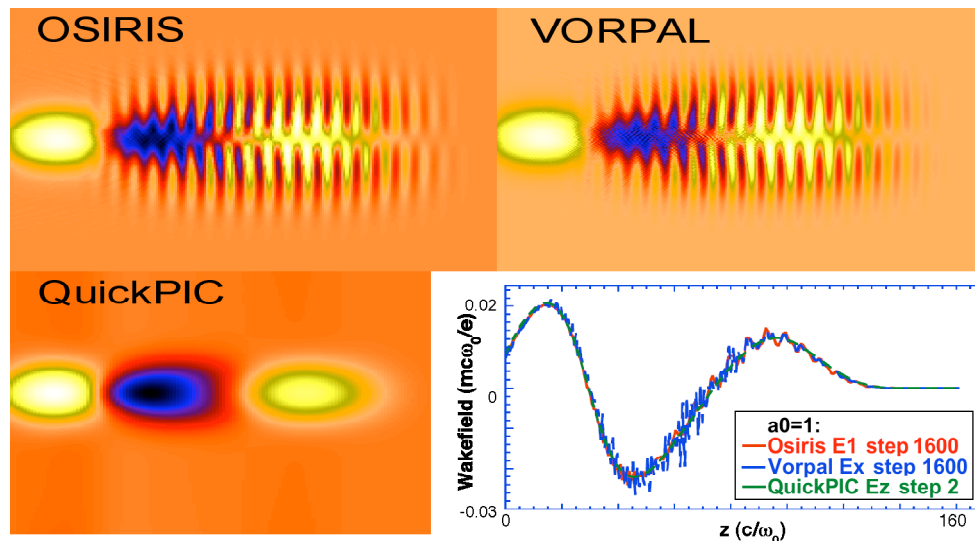 OSIRIS
VORPAL
QuickPIC
Wakefield (mcω₀/e)
0.02
0
-0.03
a0=1:
Osiris E1 step 1600
Vorpal Ex step 1600
QuickPIC Ez step 2
0
160
z (c/ω₀)